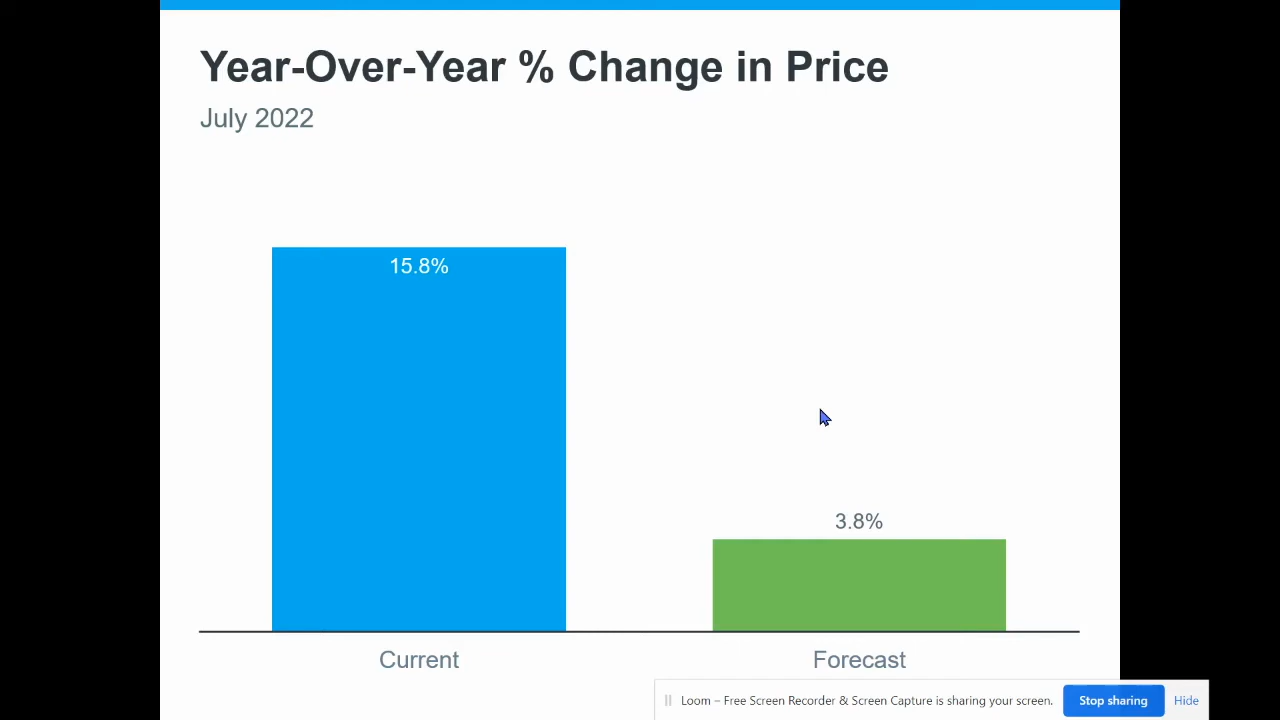 Year-Over-Year % Change in Price
July 2022
15.8%
3.8%
Current
Forecast
Loom – Free Screen Recorder & Screen Capture is sharing your screen.
Stop sharing
Hide